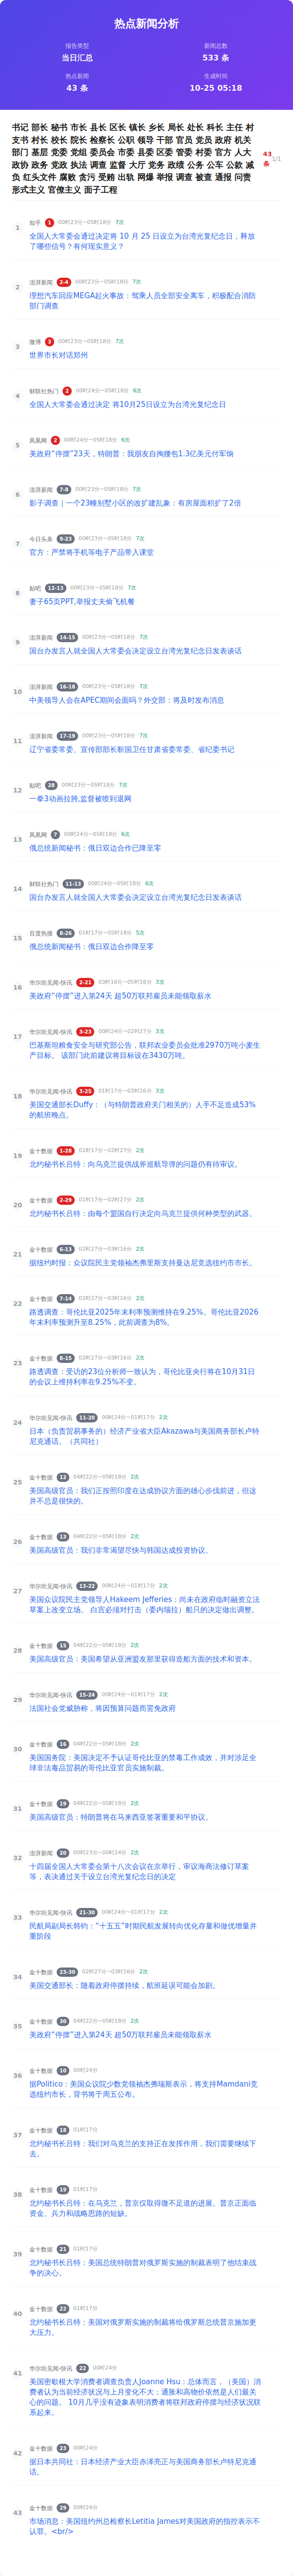 热点新闻分析
报告类型
新闻总数
当日汇总
533 条
热点新闻
生成时间
43 条
10-25 05:18
书记 部长 秘书 市长 县长 区长 镇长 乡长 局长 处长 科长 主任 村
支书 村长 校长 院长 检察长 公职 领导 干部 官员 党员 政府 机关
部门 基层 党委 党组 委员会 市委 县委 区委 管委 村委 官方 人大
政协 政务 党政 执法 调查 监督 大厅 党务 政绩 公务 公车 公款 减
负 红头文件 腐败 贪污 受贿 出轨 网爆 举报 调查 被查 通报 问责
形式主义 官僚主义 面子工程
43
条
1/1
1
知乎 1 00时23分~05时18分 7次
全国人大常委会通过决定将 10 月 25 日设立为台湾光复纪念日，释放
了哪些信号？有何现实意义？
2
澎湃新闻 2-4 00时23分~05时18分 7次
理想汽车回应MEGA起火事故：驾乘人员全部安全离车，积极配合消防
部门调查
3
微博 3 00时23分~05时18分 7次
世界市长对话郑州
4
财联社热门 2 00时24分~05时18分 6次
全国人大常委会通过决定 将10月25日设立为台湾光复纪念日
5
凤凰网 2 00时24分~05时18分 6次
美政府“停摆”23天，特朗普：我朋友自掏腰包1.3亿美元付军饷
6
澎湃新闻 7-8 00时23分~05时18分 7次
影子调查｜一个23幢别墅小区的改扩建乱象：有房屋面积扩了2倍
7
今日头条 9-23 00时23分~05时18分 7次
官方：严禁将手机等电子产品带入课堂
8
贴吧 12-13 00时23分~05时18分 7次
妻子65页PPT,举报丈夫偷飞机餐
9
澎湃新闻 14-15 00时23分~05时18分 7次
国台办发言人就全国人大常委会决定设立台湾光复纪念日发表谈话
10
澎湃新闻 16-18 00时23分~05时18分 7次
中美领导人会在APEC期间会面吗？外交部：将及时发布消息
11
澎湃新闻 17-19 00时23分~05时18分 7次
辽宁省委常委、宣传部部长靳国卫任甘肃省委常委、省纪委书记
12
贴吧 28 00时23分~05时18分 7次
一拳3动画拉胯,监督被喷到退网
13
凤凰网 7 00时24分~05时18分 6次
俄总统新闻秘书：俄日双边合作已降至零
14
财联社热门 11-13 00时24分~05时18分 6次
国台办发言人就全国人大常委会决定设立台湾光复纪念日发表谈话
15
百度热搜 8-26 01时17分~05时18分 5次
俄总统新闻秘书：俄日双边合作降至零
16
华尔街见闻-快讯 2-21 03时16分~05时18分 3次
美政府“停摆”进入第24天 超50万联邦雇员未能领取薪水
17
华尔街见闻-快讯 3-23 00时24分~02时27分 3次
巴基斯坦粮食安全与研究部公告，联邦农业委员会批准2970万吨小麦生
产目标。 该部门此前建议将目标设在3430万吨。
18
华尔街见闻-快讯 3-25 01时17分~03时16分 3次
美国交通部长Duffy：（与特朗普政府关门相关的）人手不足造成53%
的航班晚点。
19
金十数据 1-28 01时17分~02时27分 2次
北约秘书长吕特：向乌克兰提供战斧巡航导弹的问题仍有待审议。
20
金十数据 2-29 01时17分~02时27分 2次
北约秘书长吕特：由每个盟国自行决定向乌克兰提供何种类型的武器。
21
金十数据 6-13 02时27分~03时16分 2次
据纽约时报：众议院民主党领袖杰弗里斯支持曼达尼竞选纽约市市长。
22
金十数据 7-14 02时27分~03时16分 2次
路透调查：哥伦比亚2025年末利率预测维持在9.25%。哥伦比亚2026
年末利率预测升至8.25%，此前调查为8%。
23
金十数据 8-15 02时27分~03时16分 2次
路透调查：受访的23位分析师一致认为，哥伦比亚央行将在10月31日
的会议上维持利率在9.25%不变。
24
华尔街见闻-快讯 11-20 00时24分~01时17分 2次
日本（负责贸易事务的）经济产业省大臣Akazawa与美国商务部长卢特
尼克通话。（共同社）
25
金十数据 12 04时22分~05时18分 2次
美国高级官员：我们正按照印度在达成协议方面的雄心步伐前进，但这
并不总是很快的。
26
金十数据 13 04时22分~05时18分 2次
美国高级官员：我们非常渴望尽快与韩国达成投资协议。
27
华尔街见闻-快讯 13-22 00时24分~01时17分 2次
美国众议院民主党领导人Hakeem Jefferies：尚未在政府临时融资立法
草案上改变立场。 白宫必须对打击（委内瑞拉）船只的决定做出调整。
28
金十数据 15 04时22分~05时18分 2次
美国高级官员：美国希望从亚洲盟友那里获得造船方面的技术和资本。
29
华尔街见闻-快讯 15-24 00时24分~01时17分 2次
法国社会党威胁称，将因预算问题而罢免政府
30
金十数据 16 04时22分~05时18分 2次
美国国务院：美国决定不予认证哥伦比亚的禁毒工作成效，并对涉足全
球非法毒品贸易的哥伦比亚官员实施制裁。
31
金十数据 19 04时22分~05时18分 2次
美国高级官员：特朗普将在马来西亚签署重要和平协议。
32
澎湃新闻 20 00时23分~00时24分 2次
十四届全国人大常委会第十八次会议在京举行，审议海商法修订草案
等，表决通过关于设立台湾光复纪念日的决定
33
华尔街见闻-快讯 21-30 00时24分~01时17分 2次
民航局副局长韩钧：“十五五”时期民航发展转向优化存量和做优增量并
重阶段
34
金十数据 23-30 02时27分~03时16分 2次
美国交通部长：随着政府停摆持续，航班延误可能会加剧。
35
金十数据 30 04时22分~05时18分 2次
美政府“停摆”进入第24天 超50万联邦雇员未能领取薪水
36
金十数据 10 00时24分
据Politico：美国众议院少数党领袖杰弗瑞斯表示，将支持Mamdani竞
选纽约市长，背书将于周五公布。
37
金十数据 18 01时17分
北约秘书长吕特：我们对乌克兰的支持正在发挥作用，我们需要继续下
去。
38
金十数据 19 01时17分
北约秘书长吕特：在乌克兰，普京仅取得微不足道的进展。普京正面临
资金、兵力和战略思路的短缺。
39
金十数据 21 01时17分
北约秘书长吕特：美国总统特朗普对俄罗斯实施的制裁表明了他结束战
争的决心。
40
金十数据 22 01时17分
北约秘书长吕特：美国对俄罗斯实施的制裁将给俄罗斯总统普京施加更
大压力。
41
华尔街见闻-快讯 22 00时24分
美国密歇根大学消费者调查负责人Joanne Hsu：总体而言，（美国）消
费者认为当前经济状况与上月变化不大；通胀和高物价依然是人们最关
心的问题。 10月几乎没有迹象表明消费者将联邦政府停摆与经济状况联
系起来。
42
金十数据 23 00时24分
据日本共同社：日本经济产业大臣赤泽亮正与美国商务部长卢特尼克通
话。
43
金十数据 29 00时24分
市场消息：美国纽约州总检察长Letitia James对美国政府的指控表示不
认罪。<br/>